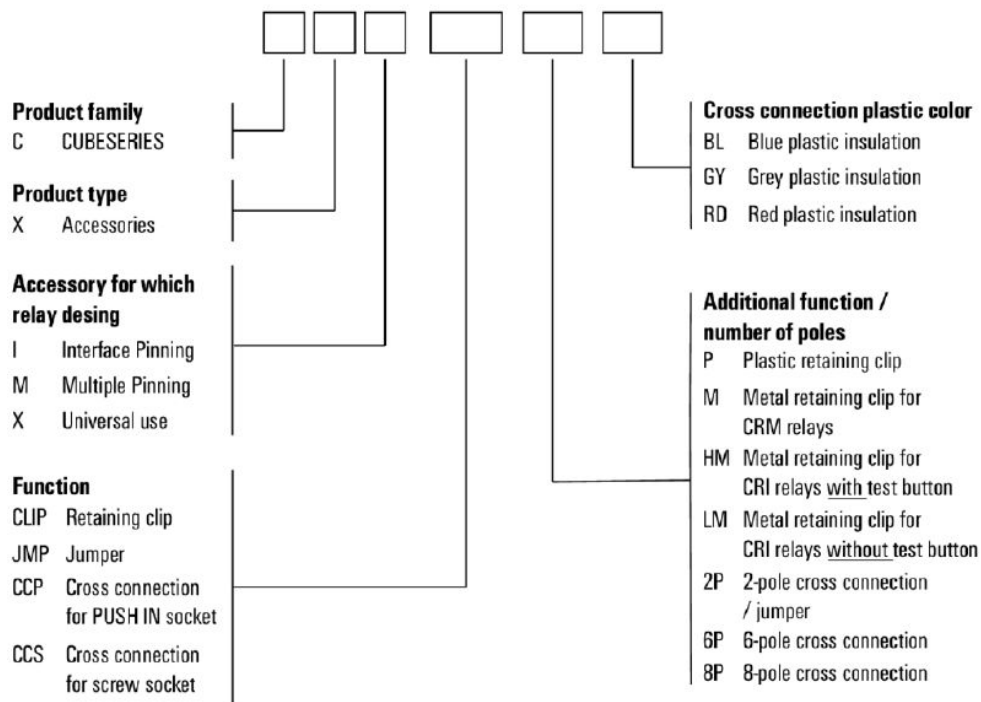 Product family
C CUBESERIES
Product type
X Accessories
Accessory for which
relay desing
I Interface Pinning
M Multiple Pinning
X Universal use
Function
CLIP Retaining clip
JMP Jumper
CCP Cross connection
for PUSH IN socket
CCS Cross connection
for screw socket
Cross connection plastic color
BL Blue plastic insulation
GY Grey plastic insulation
RD Red plastic insulation
Additional function /
number of poles
P Plastic retaining clip
M Metal retaining clip for
CRM relays
HM Metal retaining clip for
CRI relays with test button
LM Metal retaining clip for
CRI relays without test button
2P 2-pole cross connection
/ jumper
6P 6-pole cross connection
8P 8-pole cross connection